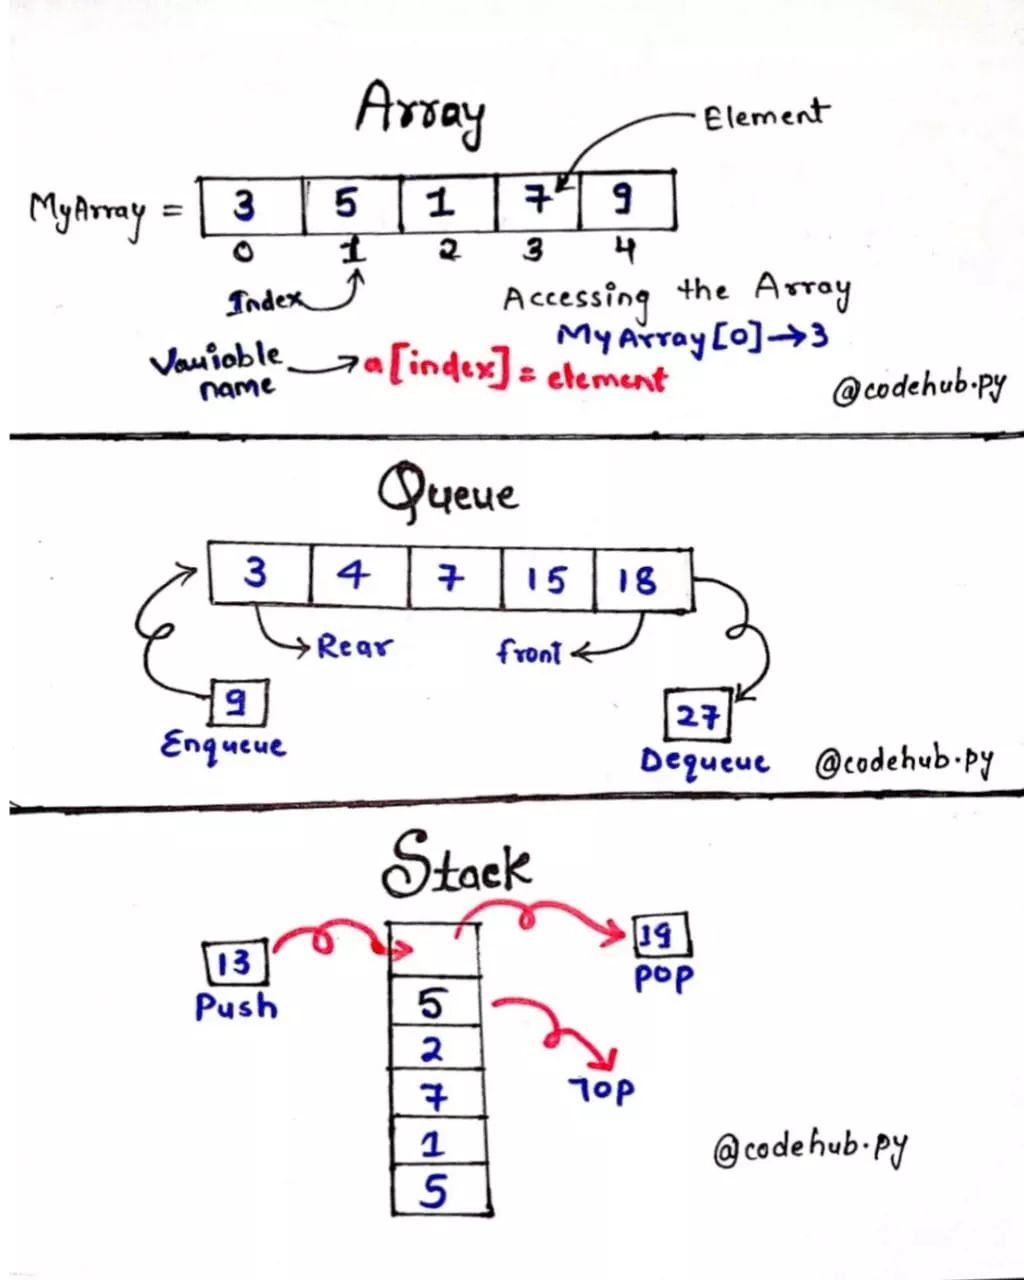 Array
Element
MyArray = 3 5 1 7 9
0 1 2 3 4
Index
Accessing the Array
MyArray[0]→3
Variable
name → a[index] = element
@codehub.py
Queue
3 4 7 15 18
Rear
front
9
Enqueue
27
Dequeue
@codehub.py
Stack
13
Push
19
POP
5
2
7
1
5
TOP
@codehub.py